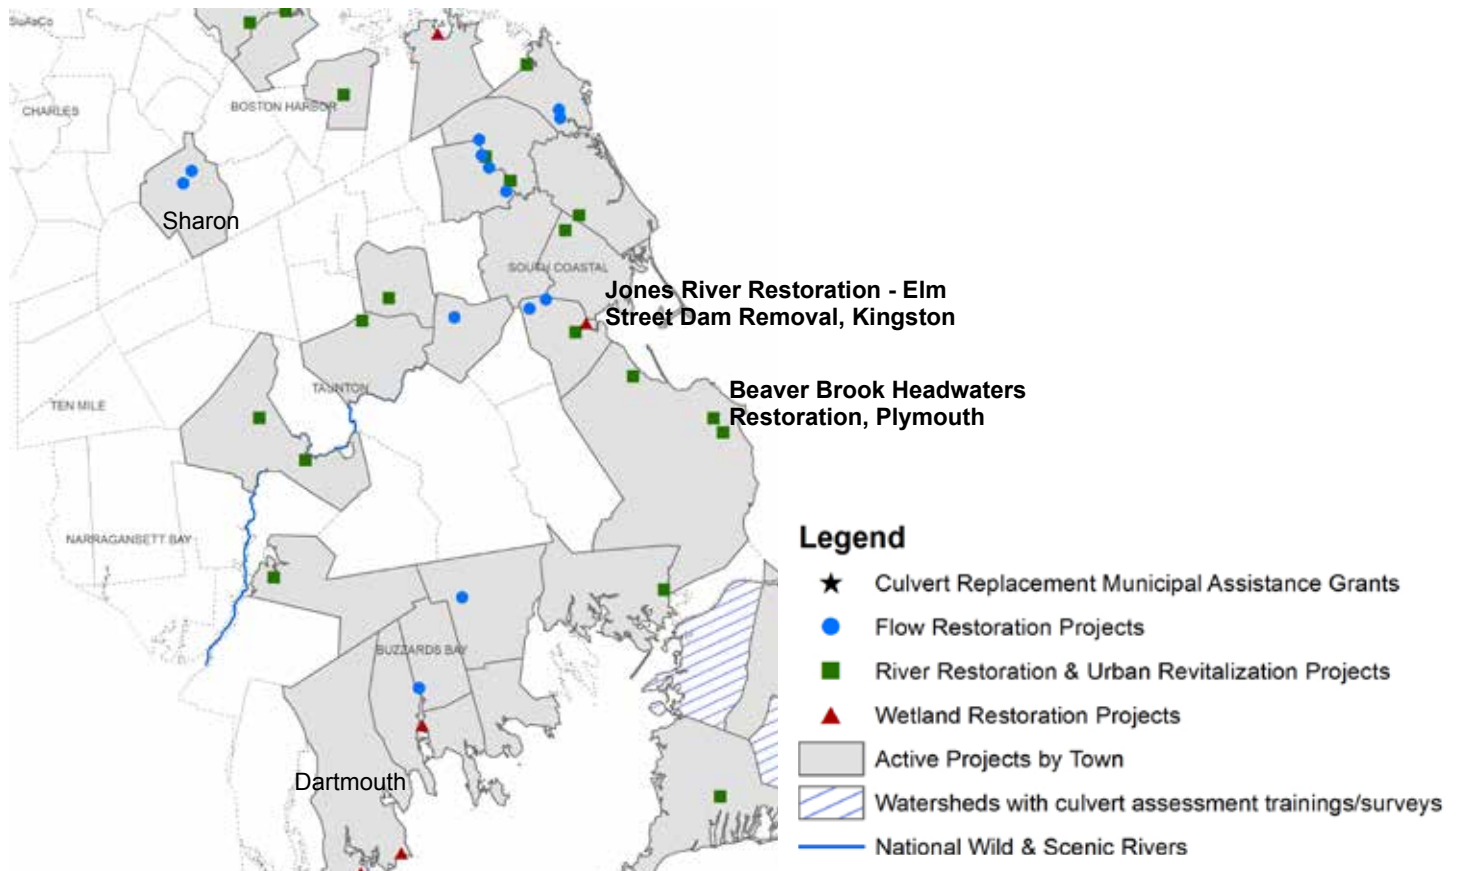 SuAsCo
CHARLES
BOSTON HARBOR
Sharon
SOUTH COASTAL
Jones River Restoration - Elm
Street Dam Removal, Kingston
TAUNTON
TEN MILE
Beaver Brook Headwaters
Restoration, Plymouth
NARRAGANSETT BAY
BUZZARDS BAY
Dartmouth
Legend
Culvert Replacement Municipal Assistance Grants
Flow Restoration Projects
River Restoration & Urban Revitalization Projects
Wetland Restoration Projects
Active Projects by Town
Watersheds with culvert assessment trainings/surveys
National Wild & Scenic Rivers